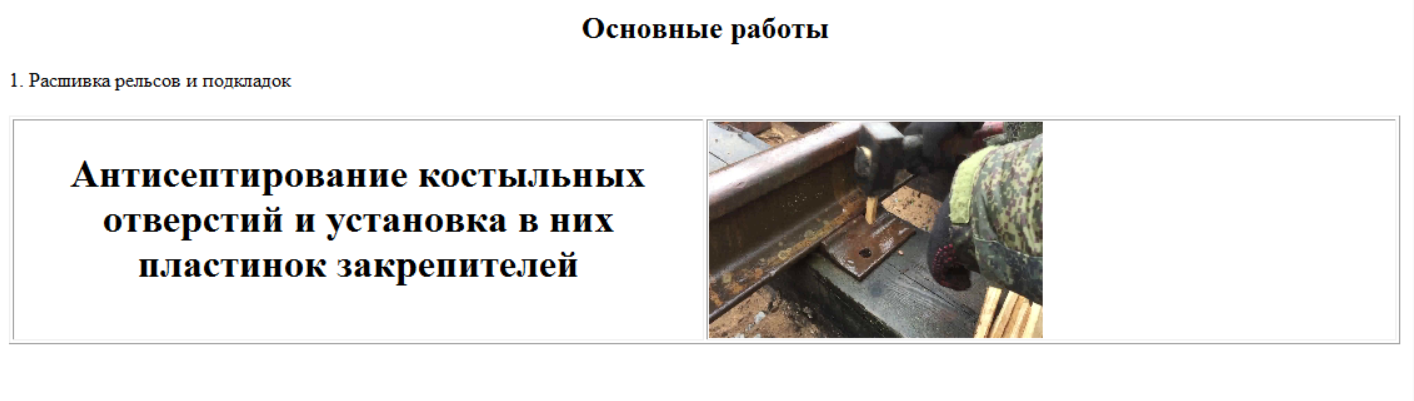 Основные работы
1. Расшивка рельсов и подкладок
Антисептирование костыльных
отверстий и установка в них
пластинок закрепителей